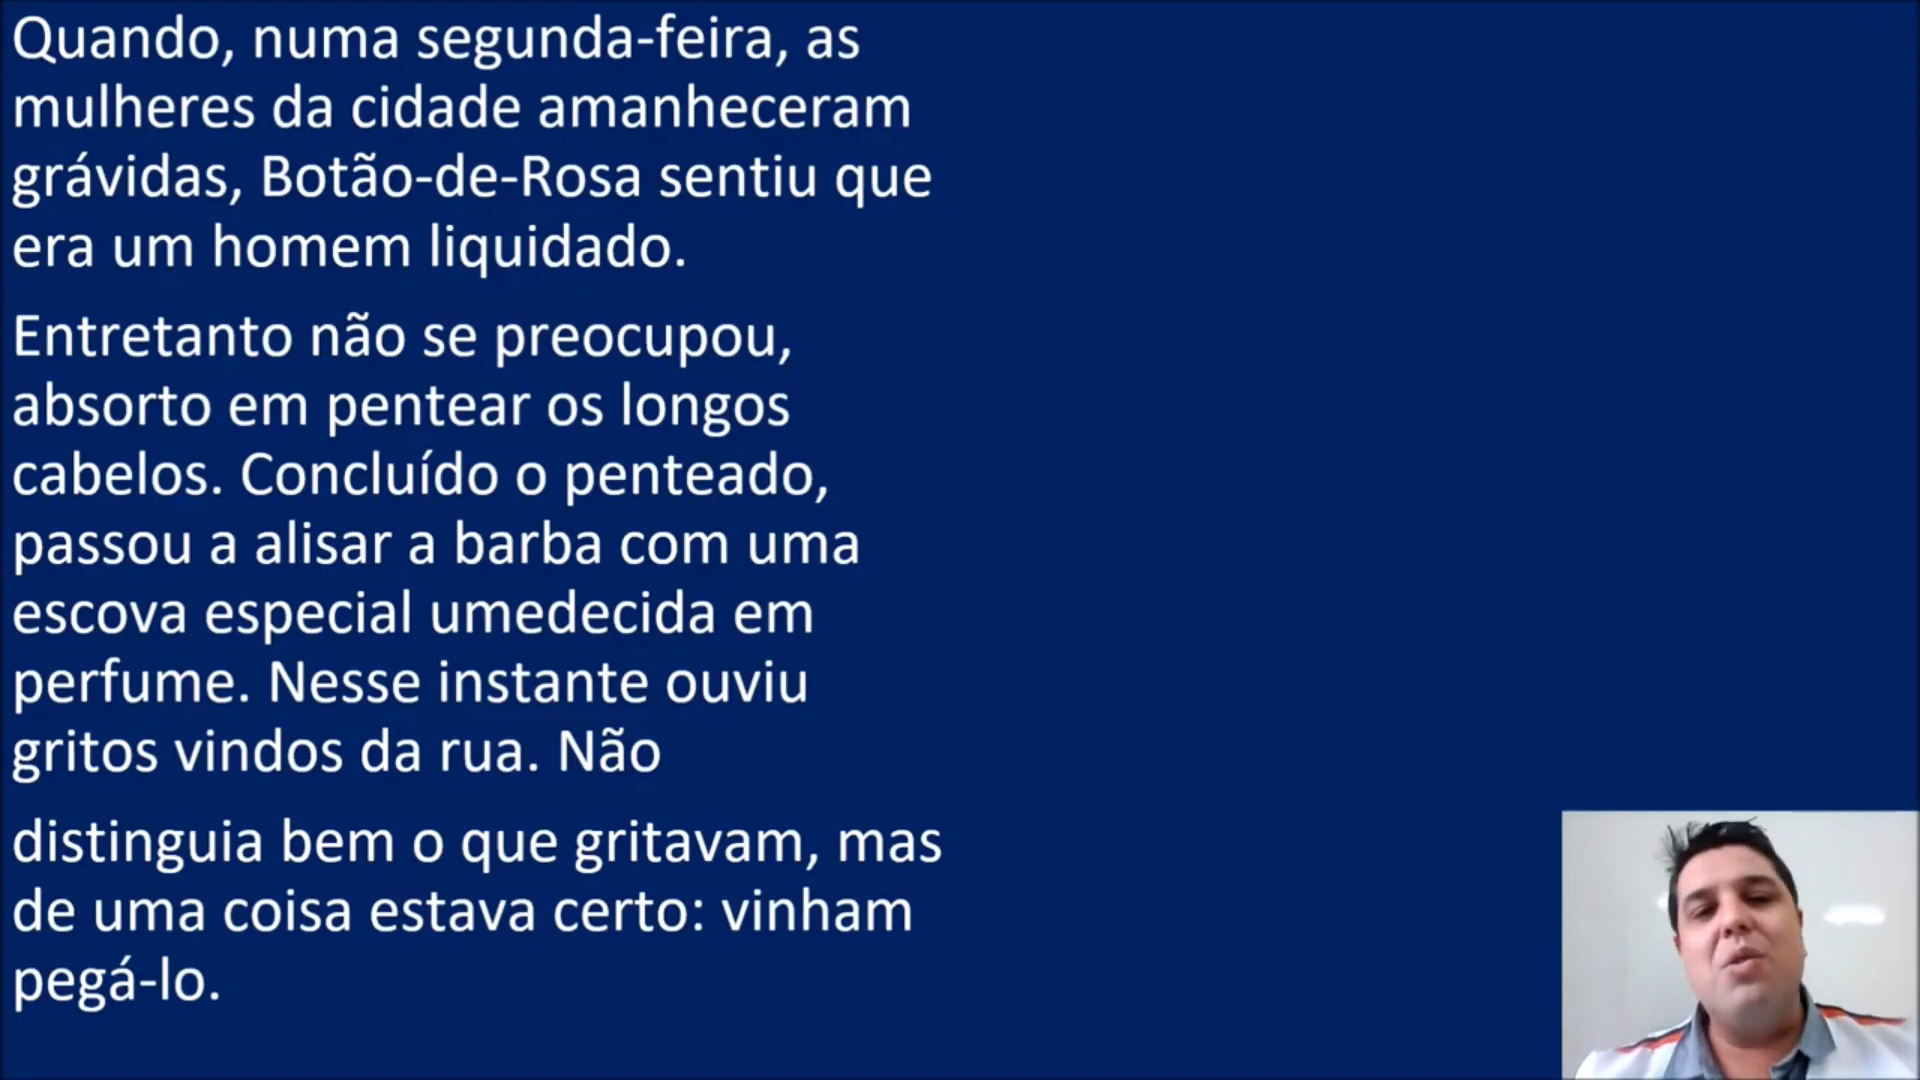 Quando, numa segunda-feira, as
mulheres da cidade amanheceram
grávidas, Botão-de-Rosa sentiu que
era um homem liquidado.
Entretanto não se preocupou,
absorto em pentear os longos
cabelos. Concluído o penteado,
passou a alisar a barba com uma
escova especial umedecida em
perfume. Nesse instante ouviu
gritos vindos da rua. Não
distinguia bem o que gritavam, mas
de uma coisa estava certo: vinham
pegá-lo.